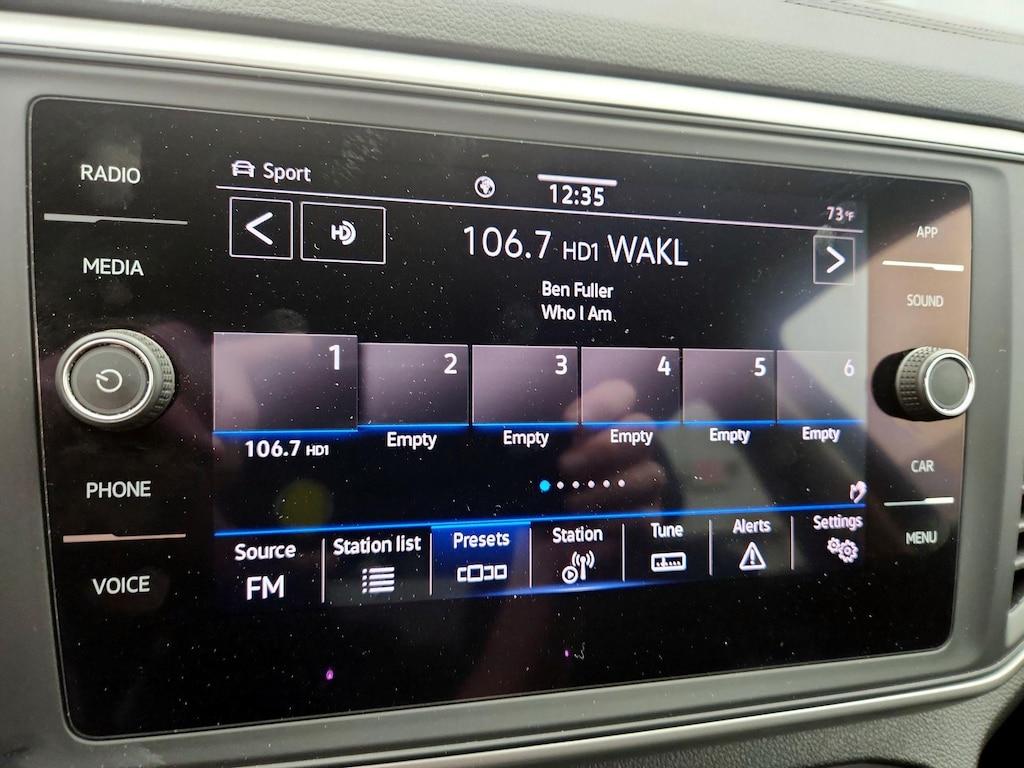 RADIO
MEDIA
PHONE
VOICE
Sport
12:35
73°F
HD
106.7 HD1 WAKL
Ben Fuller
Who I Am
1 2 3 4 5 6
106.7 HD1 Empty Empty Empty Empty Empty
Source Station list Presets Station Tune Alerts Settings
FM
APP
SOUND
CAR
MENU